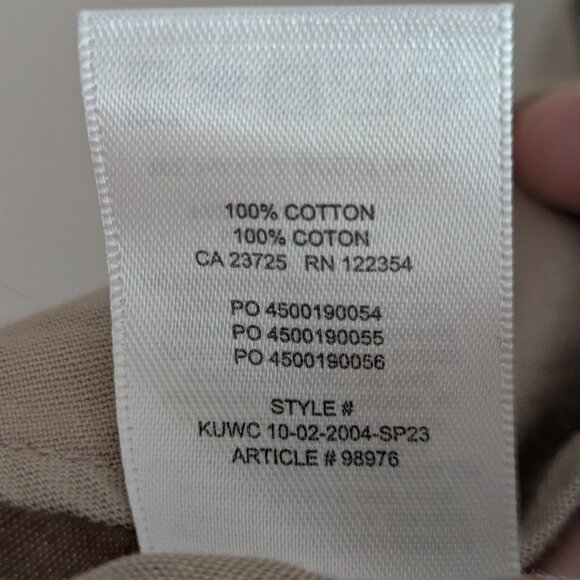 100% COTTON
100% COTON
CA 23725 RN 122354
PO 4500190054
PO 4500190055
PO 4500190056
STYLE #
KUWC 10-02-2004-SP23
ARTICLE # 98976